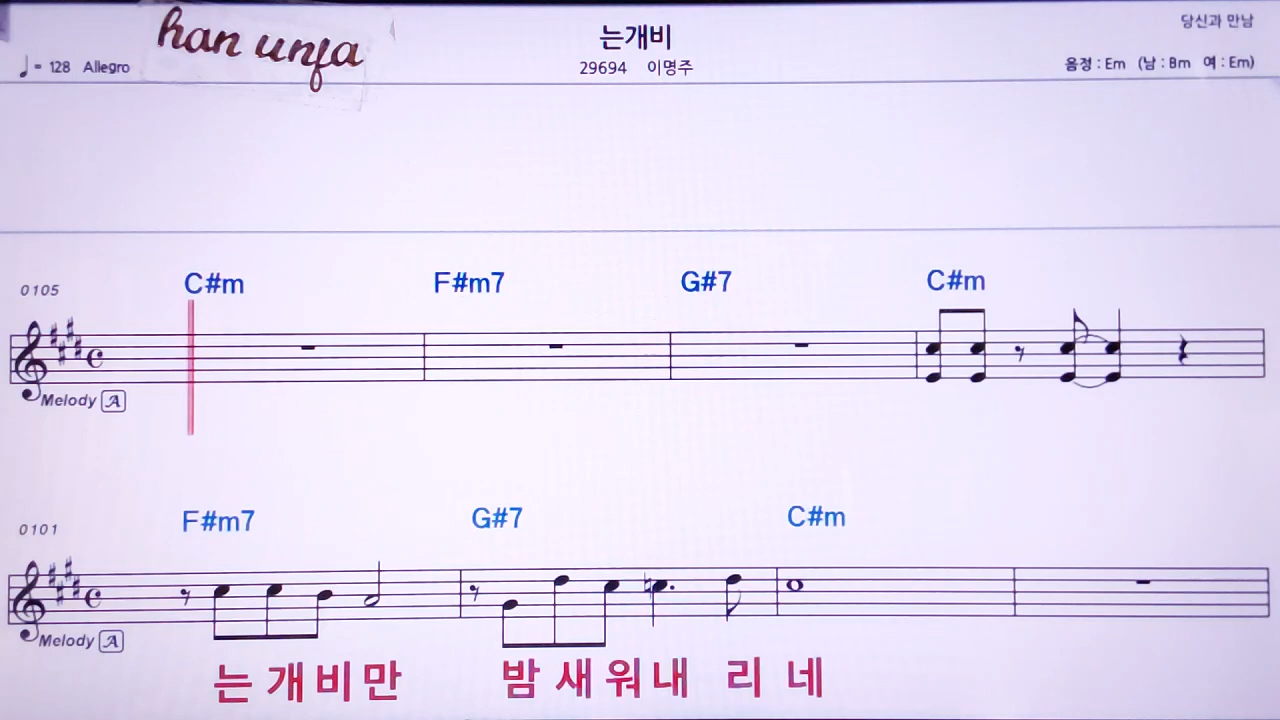 han unja
는개비
당신과 만남
♩= 128 Allegro
29694 이명주
음정 : Em (남 : Bm 여 : Em)
0105
C#m F#m7 G#7 C#m
Melody A
0101
F#m7 G#7 C#m
Melody A
는개비만 밤새워내 리 네